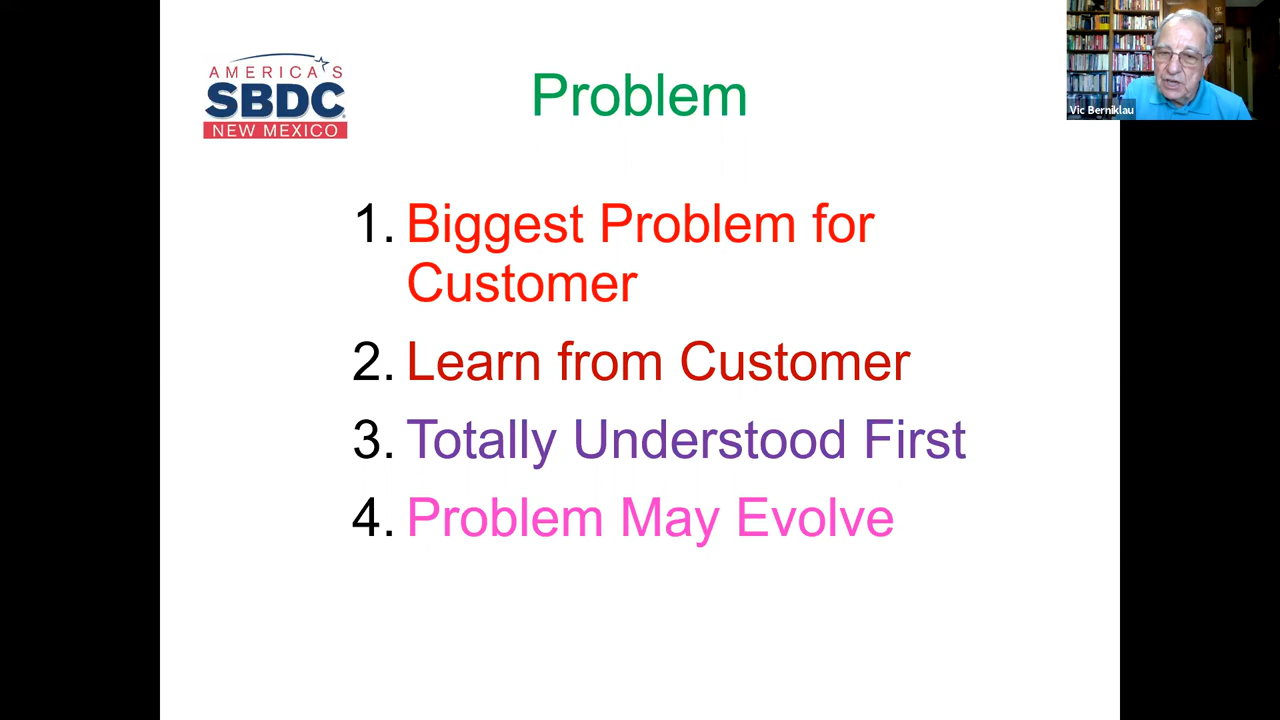 AMERICA'S
SBDC
NEW MEXICO
Problem
Vic Berniklau
1. Biggest Problem for
Customer
2. Learn from Customer
3. Totally Understood First
4. Problem May Evolve